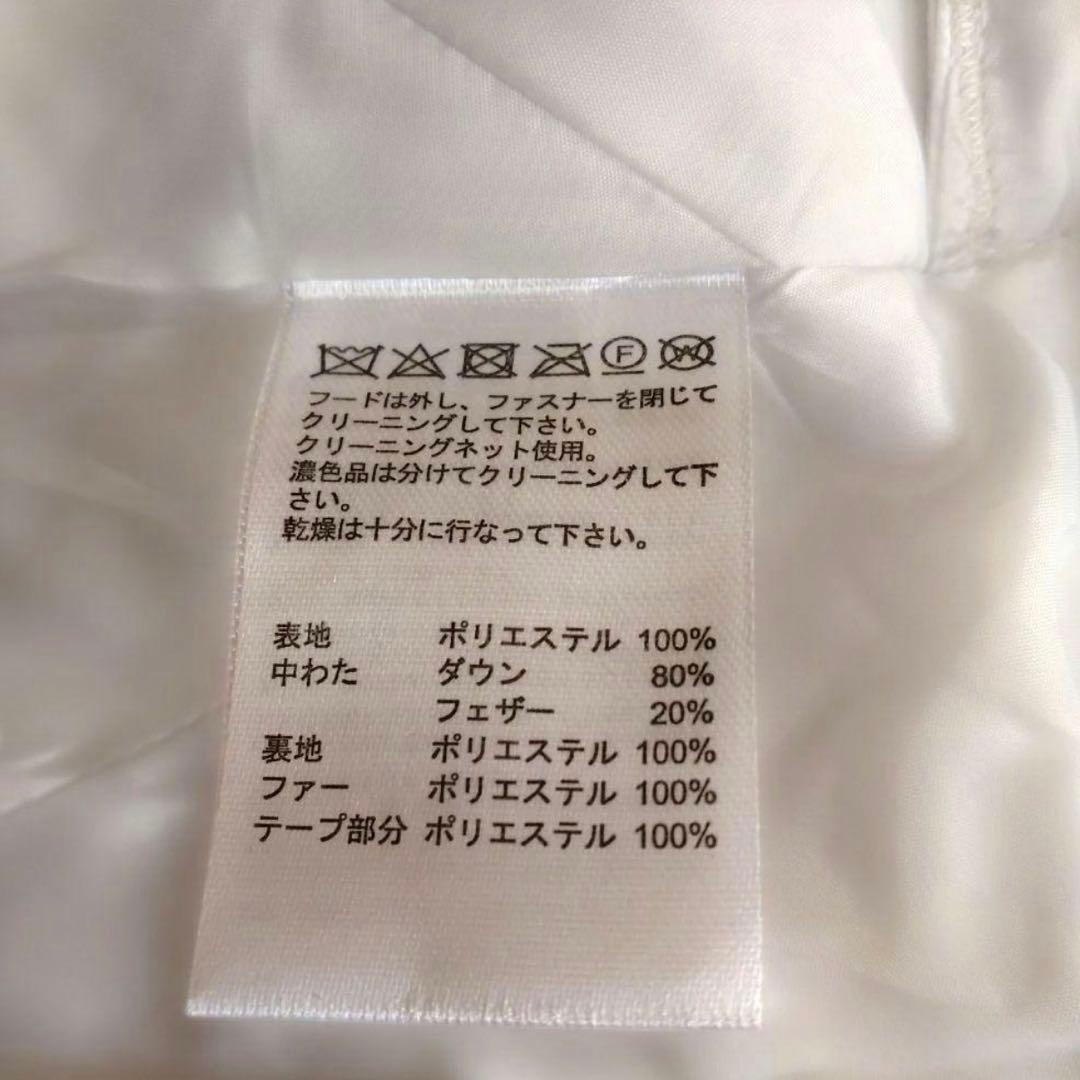 F W
フードは外し、ファスナーを閉じて
クリーニングして下さい。
クリーニングネット使用。
濃色品は分けてクリーニングして下
さい。
乾燥は十分に行なって下さい。
表地 ポリエステル 100%
中わた ダウン 80%
フェザー 20%
裏地 ポリエステル 100%
ファー ポリエステル 100%
テープ部分 ポリエステル 100%